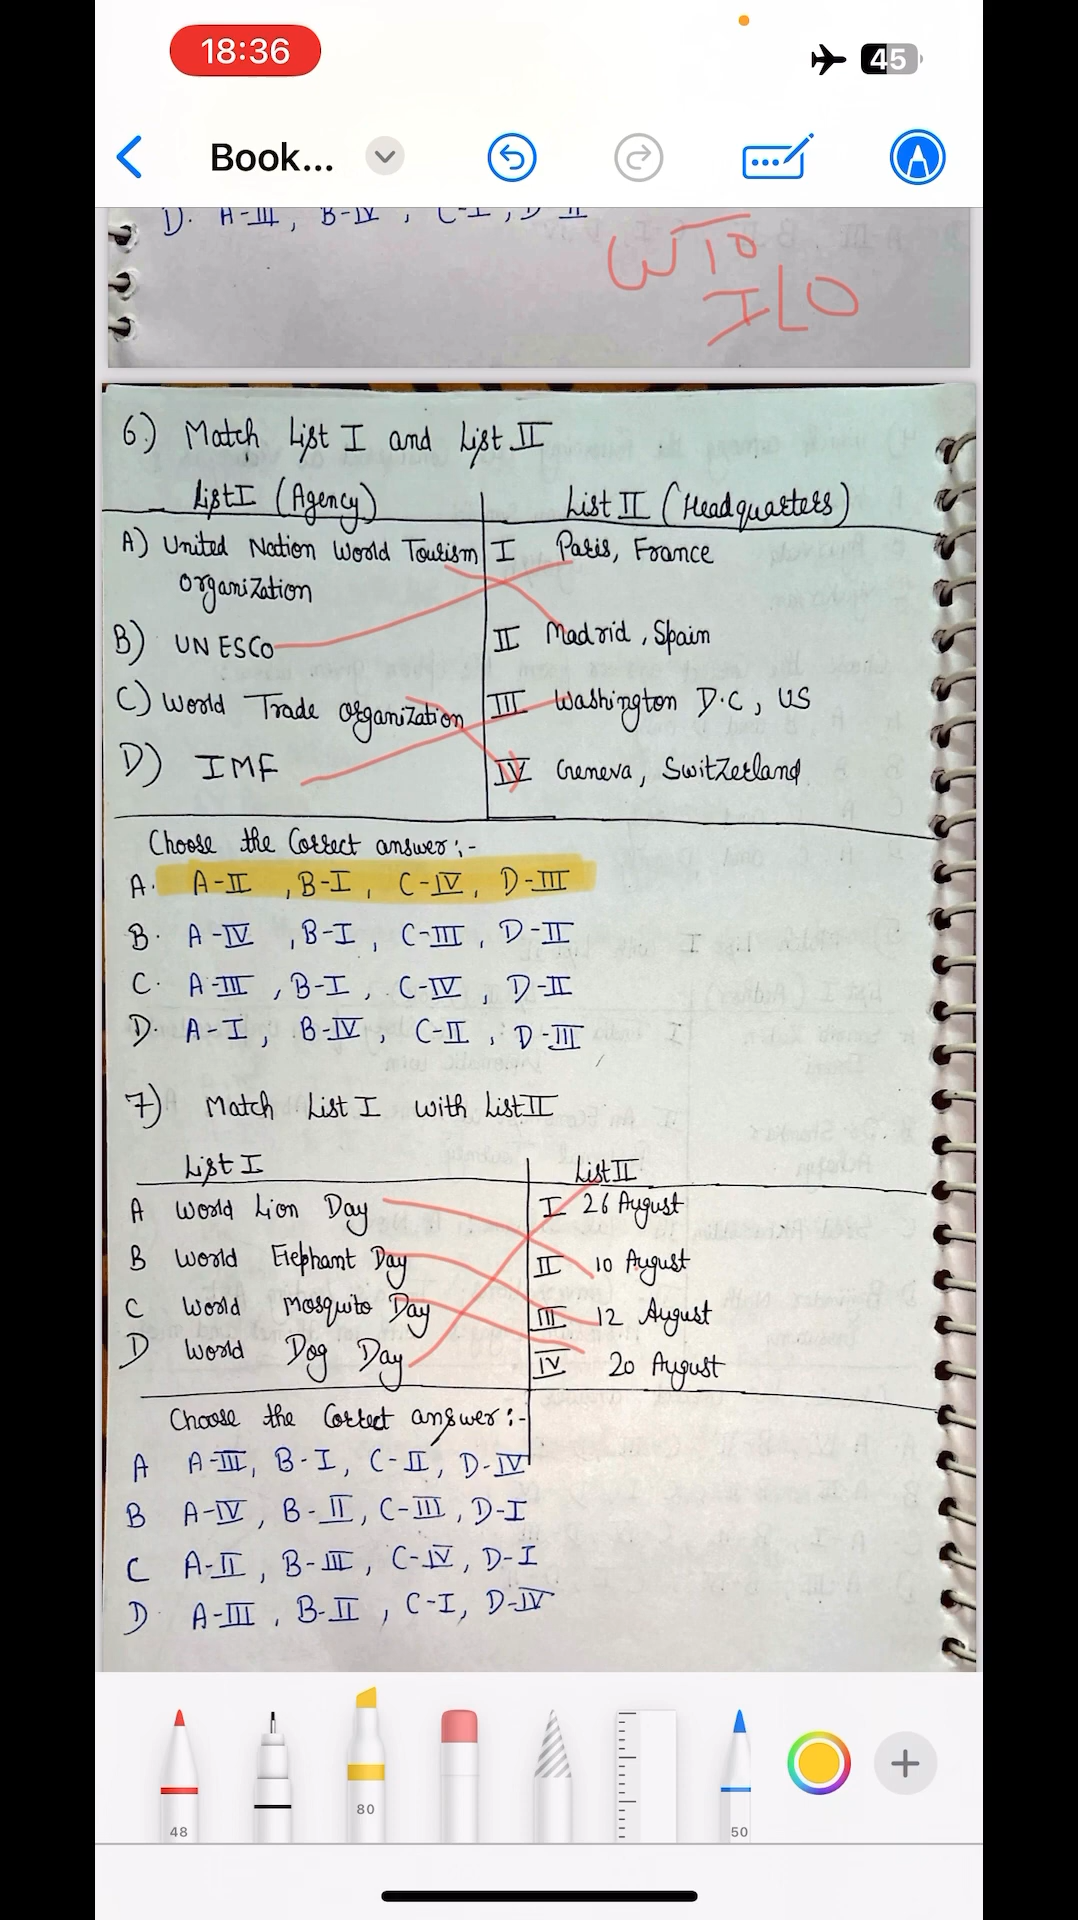 18:36
45
Book...
D. A-III, B-IV, C-I, D-II
WTO
ILO
6.) Match List I and List II
List I (Agency) List II (Headquarters)
A) United Nation World Tourism I Paris, France
Organization
B) UNESCO II Madrid, Spain
C) World Trade Organization III Washington D.C, US
D) IMF IV Geneva, Switzerland
Choose the Correct answer:-
A. A-II, B-I, C-IV, D-III
B. A-IV, B-I, C-III, D-II
C. A-III, B-I, C-IV, D-II
D. A-I, B-IV, C-II, D-III
7) Match List I with List II
List I List II
A World Lion Day I 26 August
B World Elephant Day II 10 August
C World Mosquito Day III 12 August
D World Dog Day IV 20 August
Choose the Correct answer:-
A A-III, B-I, C-II, D-IV
B A-IV, B-II, C-III, D-I
C A-II, B-III, C-IV, D-I
D. A-III, B-II, C-I, D-IV
48
80
50